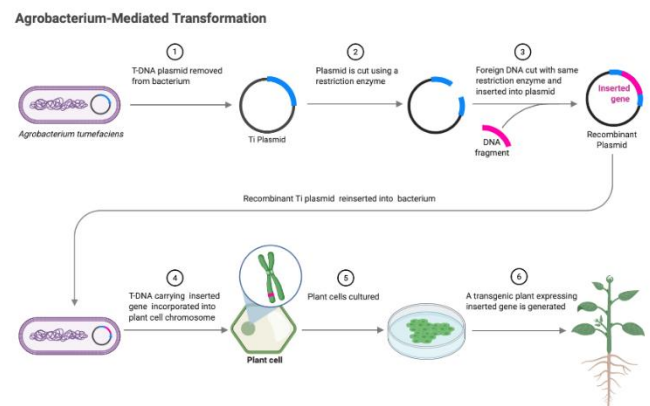 Agrobacterium-Mediated Transformation
1
T-DNA plasmid removed
from bacterium
2
Plasmid is cut using a
restriction enzyme
3
Foreign DNA cut with same
restriction enzyme and
inserted into plasmid
Inserted
gene
Agrobacterium tumefaciens
Ti Plasmid
DNA
fragment
Recombinant
Plasmid
Recombinant Ti plasmid reinserted into bacterium
4
T-DNA carrying inserted
gene incorporated into
plant cell chromosome
5
Plant cells cultured
6
A transgenic plant expressing
inserted gene is generated
Plant cell